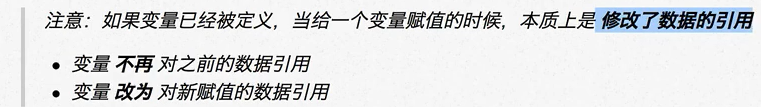 注意：如果变量已经被定义，当给一个变量赋值的时候，本质上是 修改了数据的引用
• 变量 不再 对之前的数据引用
• 变量 改为 对新赋值的数据引用